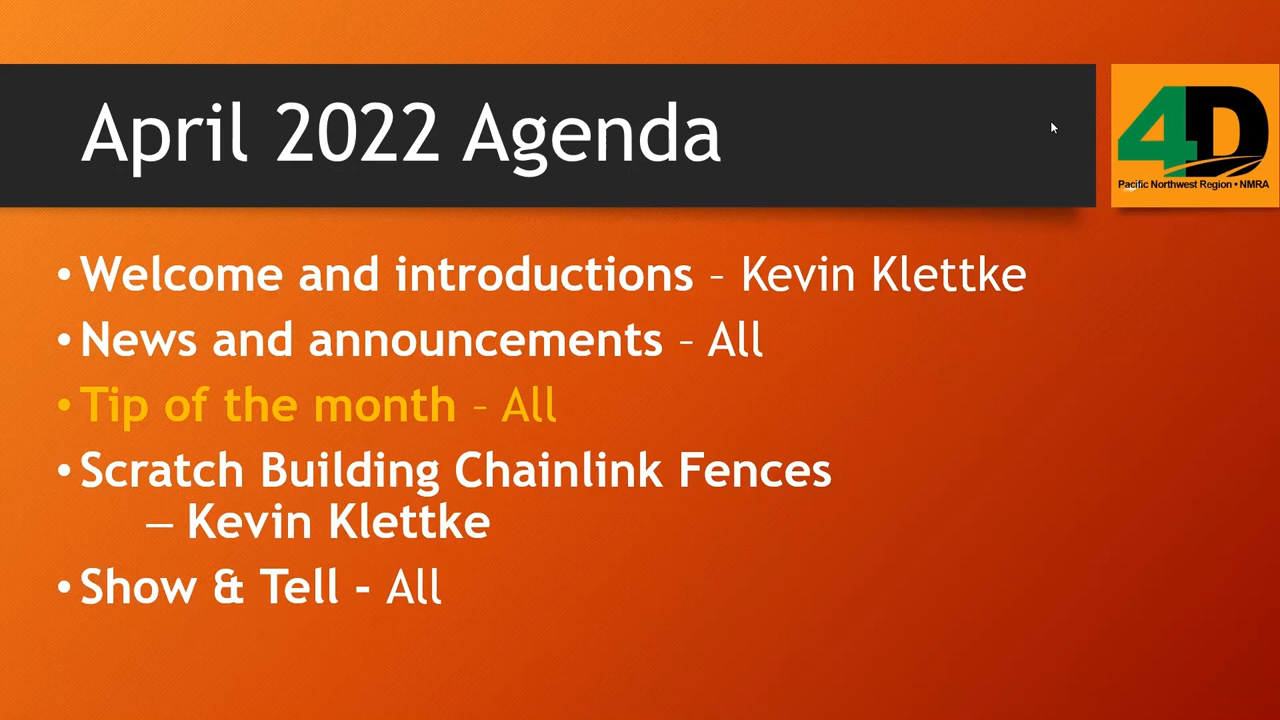 April 2022 Agenda
4D
Pacific Northwest Region • NMRA
• Welcome and introductions – Kevin Klettke
• News and announcements – All
• Tip of the month – All
• Scratch Building Chainlink Fences
– Kevin Klettke
• Show & Tell - All